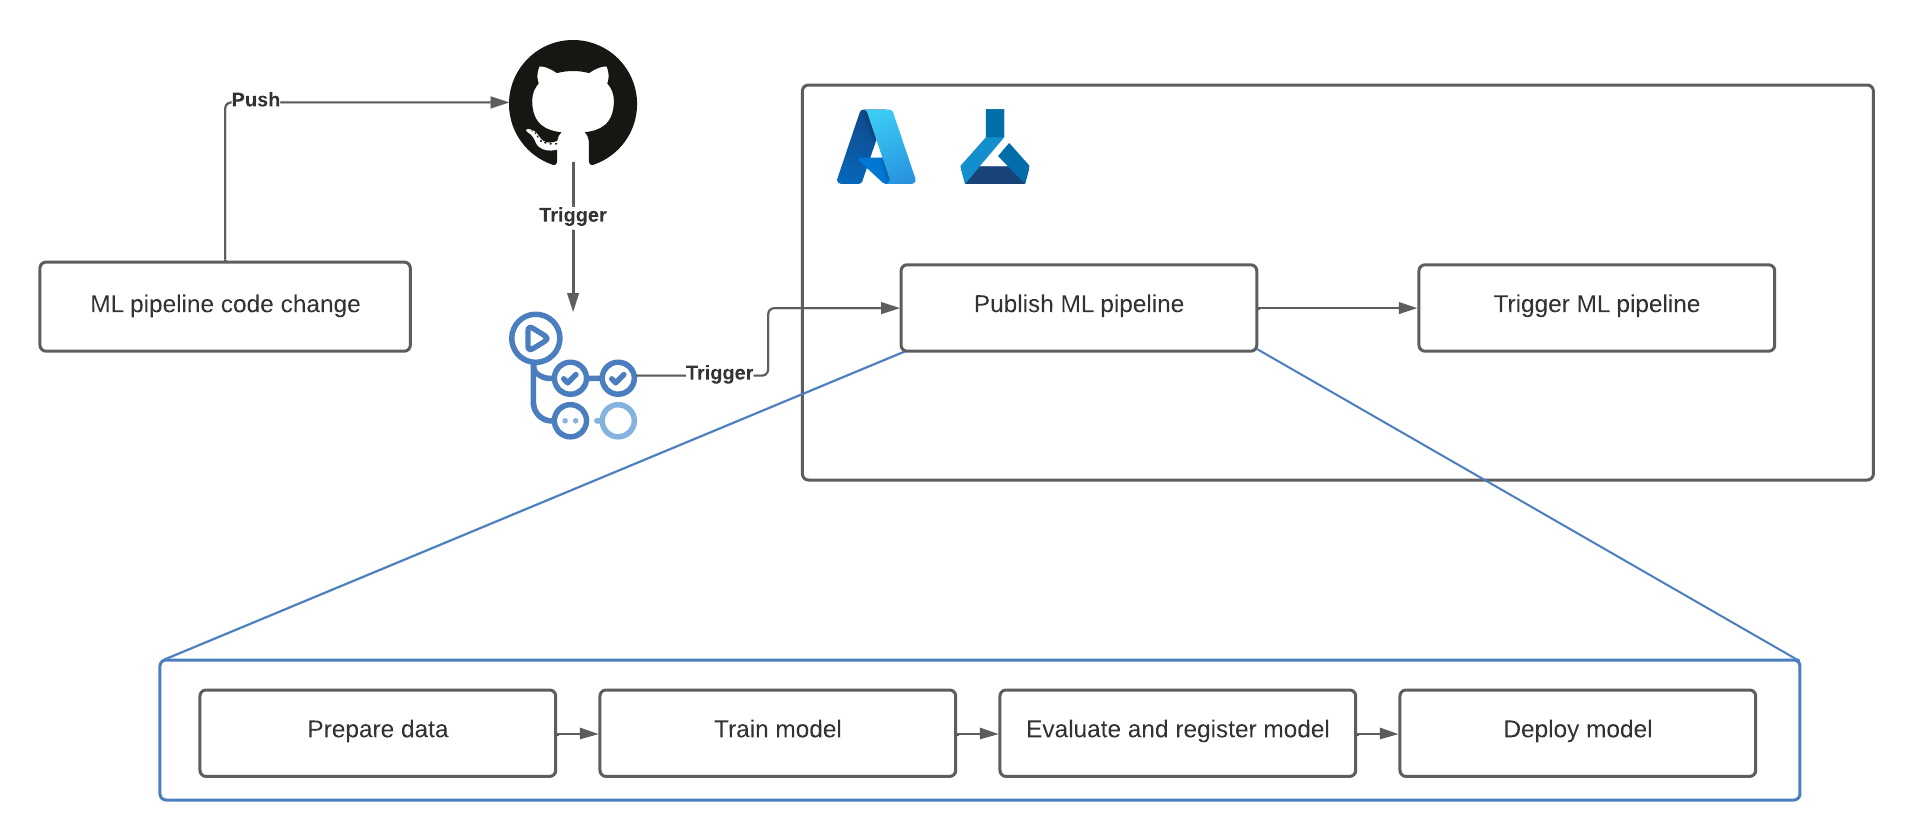 Push
Trigger
ML pipeline code change
Publish ML pipeline
Trigger ML pipeline
Trigger
Prepare data
Train model
Evaluate and register model
Deploy model